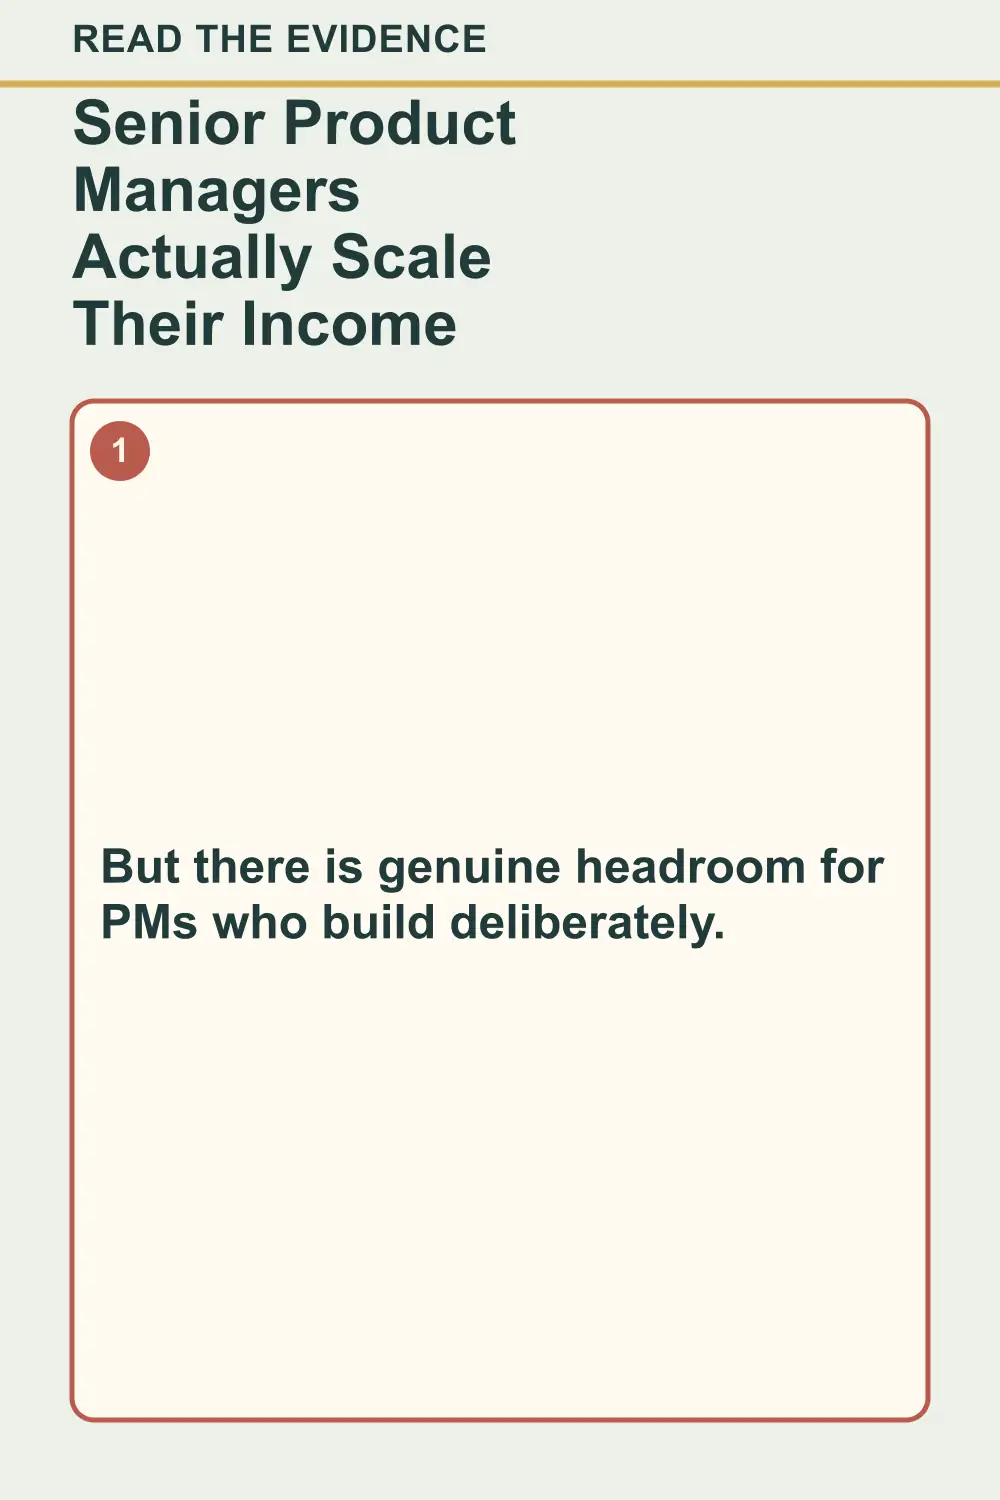 READ THE EVIDENCE
Senior Product
Managers
Actually Scale
Their Income
1
But there is genuine headroom for
PMs who build deliberately.